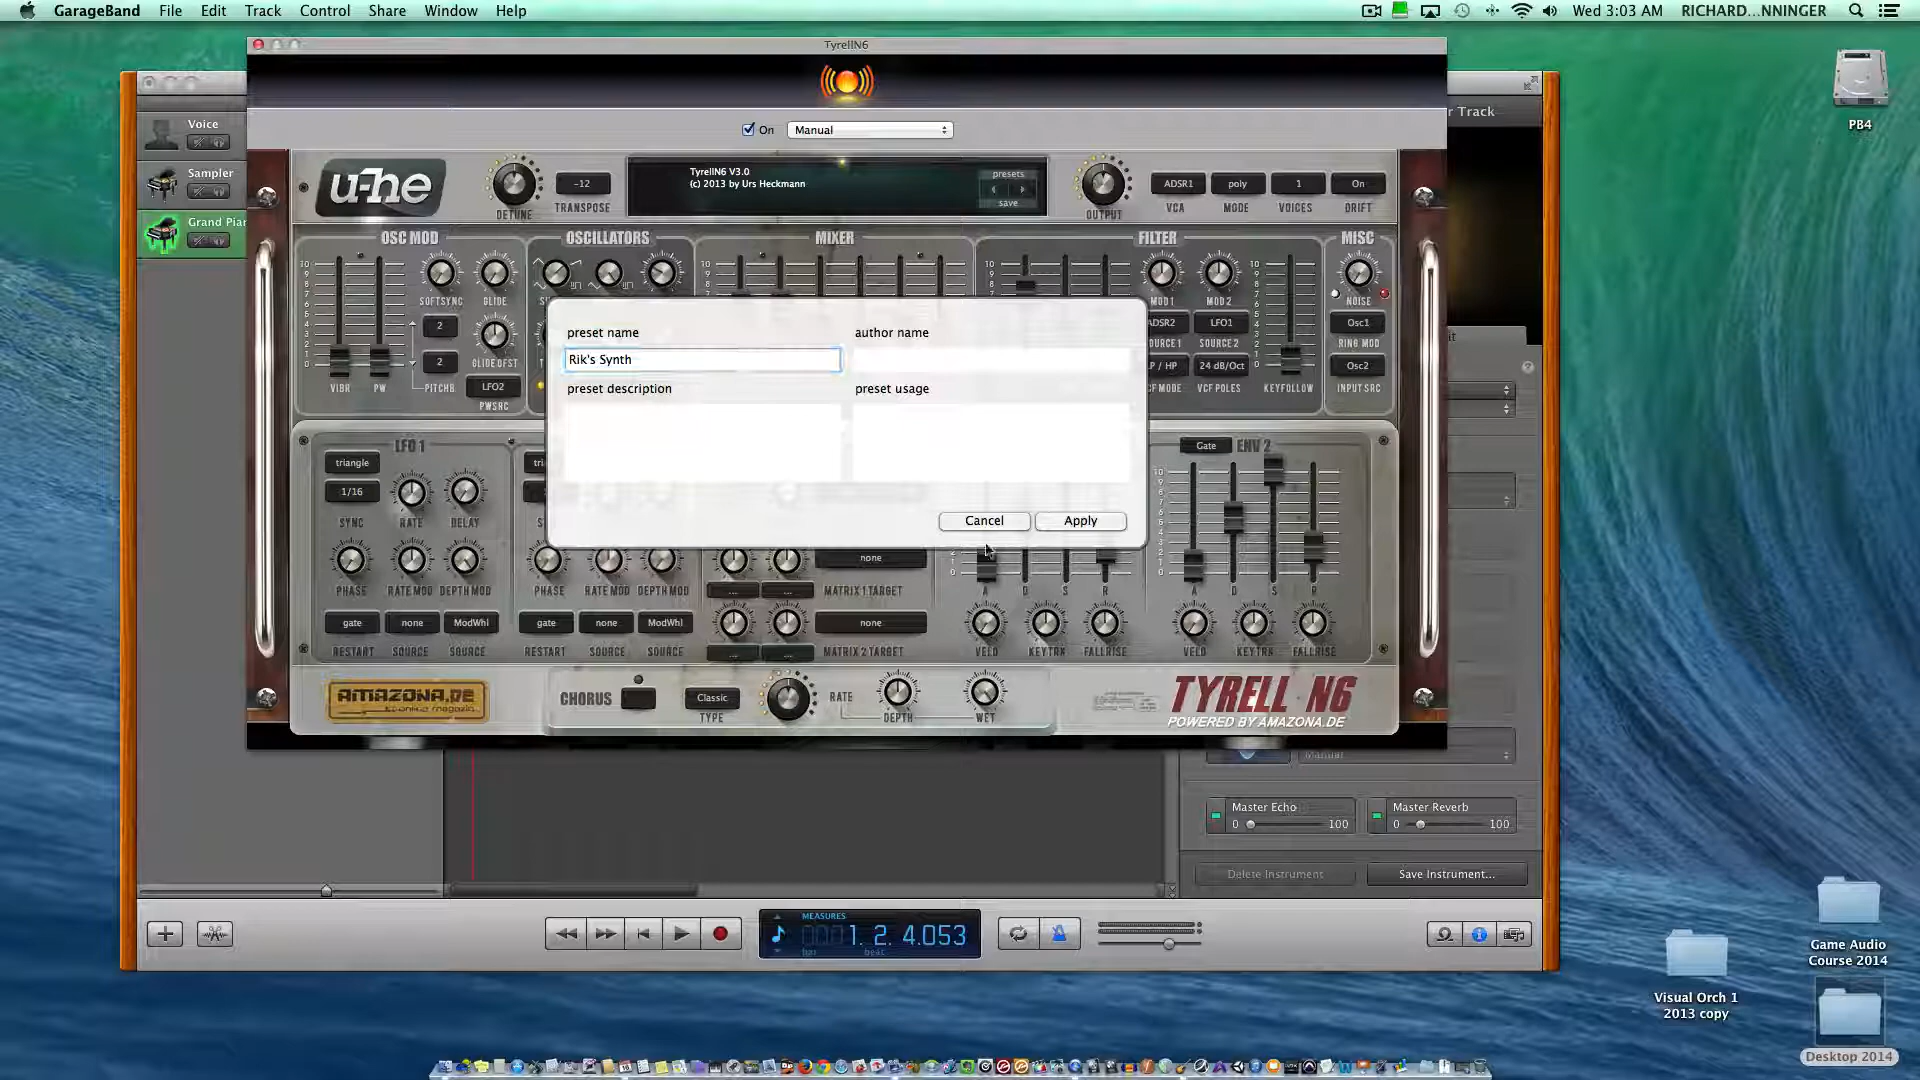 GarageBand File Edit Track Control Share Window Help
Wed 3:03 AM RICHARD...NNINGER
TyrellN6
PB4
Voice
Sampler
r Track
On Manual
u-he
DETUNE
-12
TRANSPOSE
TyrellN6 V3.0
(c) 2013 by Urs Heckmann
presets
save
OUTPUT
ADSR1 poly 1 On
VCA MODE VOICES DRIFT
OSC MOD OSCILLATORS MIXER FILTER MISC
SOFTSYNC GLIDE
MOD 2 NOISE
2
LFO1 Osc1
SOURCE 2 RING MOD
GLIDE OFST
2
24 dB/Oct Osc2
VIBR PW PITCHB
LFO2
PWSRC
VCF POLES KEYFOLLOW INPUT SRC
preset name author name
Rik's Synth
preset description preset usage
Cancel Apply
LFO 1
triangle
1/16
SYNC RATE DELAY
Gate ENV 2
PHASE RATE MOD DEPTH MOD
PHASE RATE MOD DEPTH MOD
none
MATRIX 1 TARGET
A D S R
A D S R
gate none ModWhl
gate none ModWhl
none
RESTART SOURCE SOURCE
RESTART SOURCE SOURCE
MATRIX 2 TARGET
VELO KEYTRK FALLRISE
VELO KEYTRK FALLRISE
AMAZONA.DE
CHORUS
Classic
TYPE
RATE
DEPTH WET
TYRELL N6
POWERED BY AMAZONA.DE
Manual
Master Echo Master Reverb
0 100 0 100
Delete Instrument Save Instrument...
MEASURES
1. 2. 4.053
beat
Game Audio
Course 2014
Visual Orch 1
2013 copy
Desktop 2014